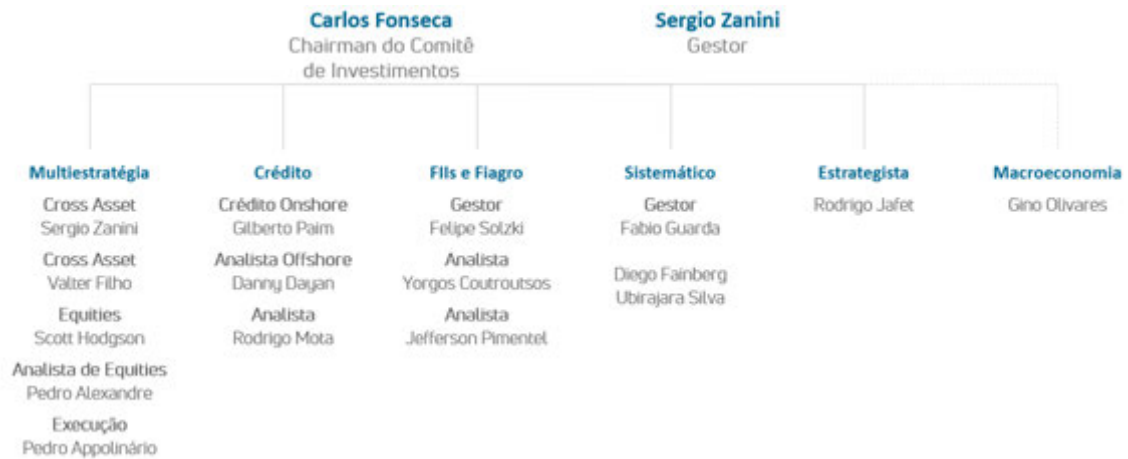 Carlos Fonseca
Chairman do Comitê
de Investimentos
Sergio Zanini
Gestor
Multiestratégia
Cross Asset
Sergio Zanini
Cross Asset
Valter Filho
Equities
Scott Hodgson
Analista de Equities
Pedro Alexandre
Execução
Pedro Appolinário
Crédito
Crédito Onshore
Gilberto Paim
Analista Offshore
Danny Dayan
Analista
Rodrigo Mota
FIIs e Fiagro
Gestor
Felipe Solzki
Analista
Yorgos Coutroutsos
Analista
Jefferson Pimentel
Sistemático
Gestor
Fabio Guarda
Diego Fainberg
Ubirajara Silva
Estrategista
Rodrigo Jafet
Macroeconomia
Gino Olivares